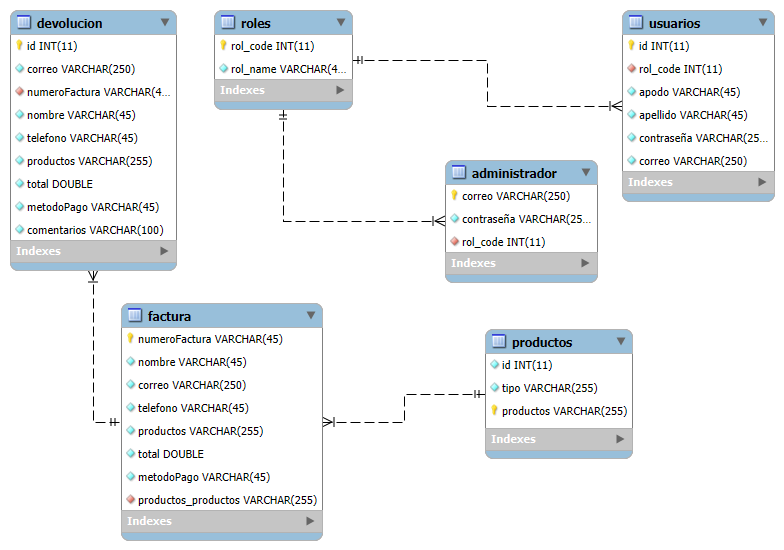 devolucion
id INT(11)
correo VARCHAR(250)
numeroFactura VARCHAR(4...
nombre VARCHAR(45)
telefono VARCHAR(45)
productos VARCHAR(255)
total DOUBLE
metodoPago VARCHAR(45)
comentarios VARCHAR(100)
Indexes
roles
rol_code INT(11)
rol_name VARCHAR(4...
Indexes
usuarios
id INT(11)
rol_code INT(11)
apodo VARCHAR(45)
apellido VARCHAR(45)
contraseña VARCHAR(25...
correo VARCHAR(250)
Indexes
administrador
correo VARCHAR(250)
contraseña VARCHAR(25...
rol_code INT(11)
Indexes
factura
numeroFactura VARCHAR(45)
nombre VARCHAR(45)
correo VARCHAR(250)
telefono VARCHAR(45)
productos VARCHAR(255)
total DOUBLE
metodoPago VARCHAR(45)
productos_productos VARCHAR(255)
Indexes
productos
id INT(11)
tipo VARCHAR(255)
productos VARCHAR(255)
Indexes